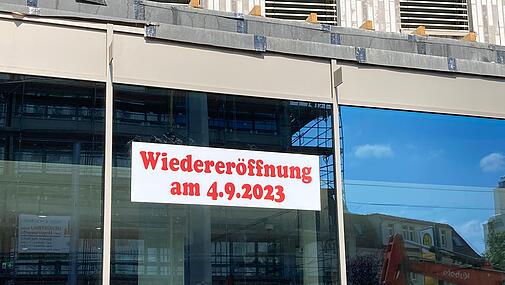 Wiedereröffnung
am 4.9.2023